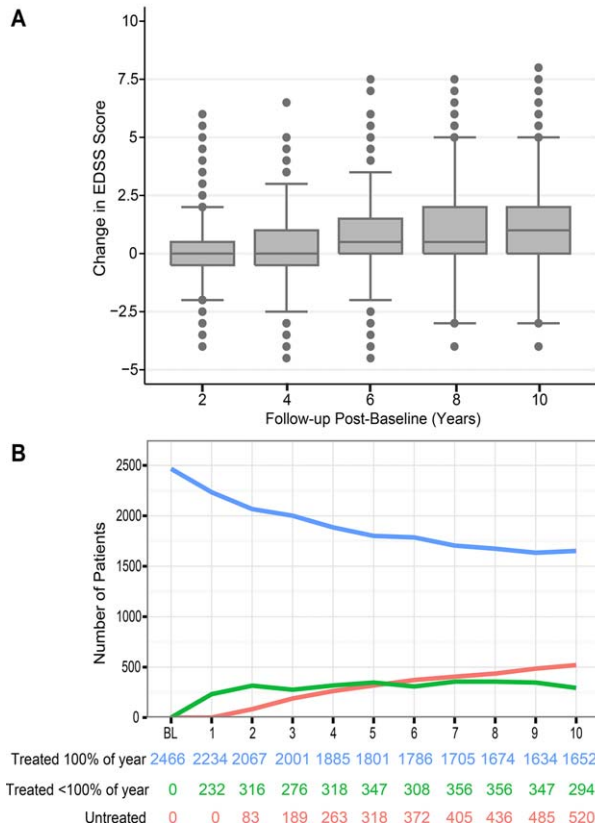 A
10
7.5
5
2.5
0
−2.5
−5
Change in EDSS Score
2 4 6 8 10
Follow-up Post-Baseline (Years)
B
2500
2000
1500
1000
500
0
Number of Patients
BL 1 2 3 4 5 6 7 8 9 10
Treated 100% of year 2466 2234 2067 2001 1885 1801 1786 1705 1674 1634 1652
Treated <100% of year 0 232 316 276 318 347 308 356 356 347 294
Untreated 0 0 83 189 263 318 372 405 436 485 520